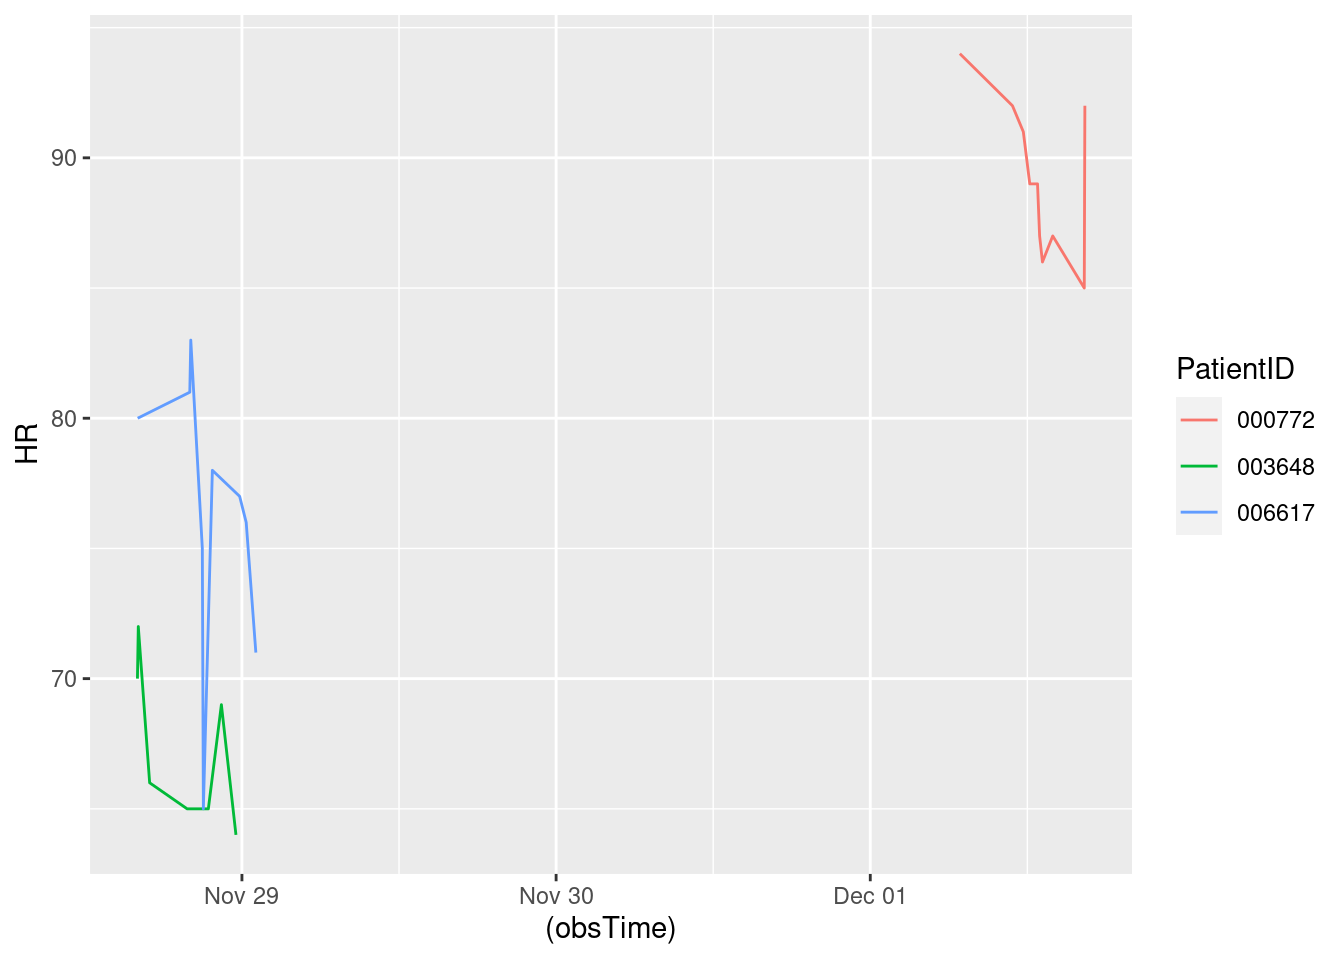 HR
90
80
70
Nov 29
Nov 30
Dec 01
(obsTime)
PatientID
000772
003648
006617